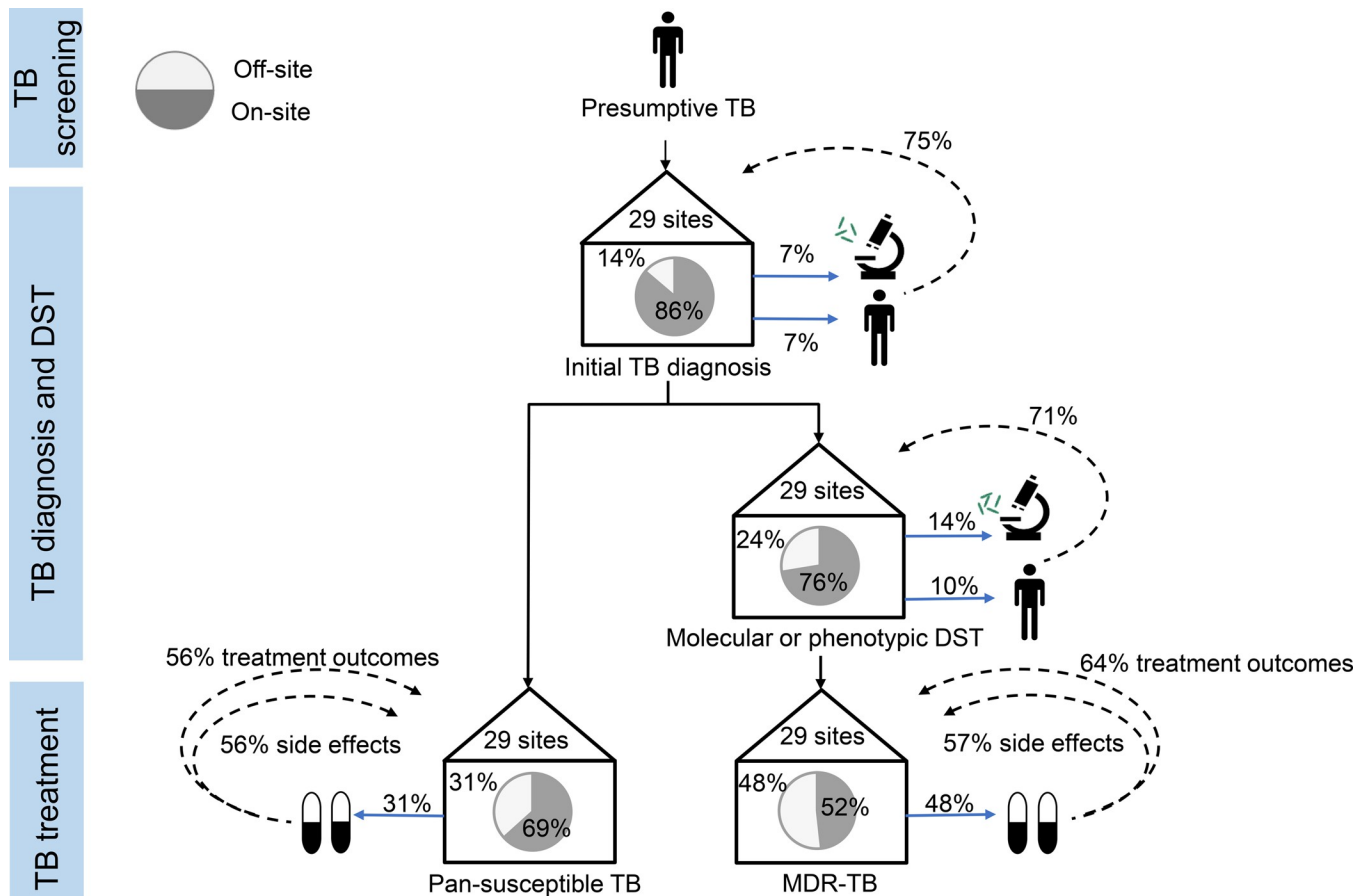 TB
screening
Off-site
On-site
Presumptive TB
75%
29 sites
14%
86%
7%
7%
Initial TB diagnosis
TB diagnosis and DST
71%
29 sites
24%
76%
14%
10%
Molecular or phenotypic DST
TB treatment
56% treatment outcomes
56% side effects
31%
29 sites
31%
69%
Pan-susceptible TB
64% treatment outcomes
57% side effects
29 sites
48%
52%
48%
MDR-TB